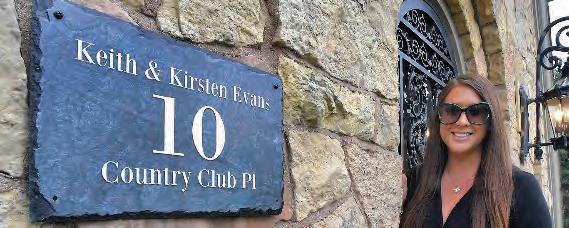 Keith & Kirsten Evans
10
Country Club Pl